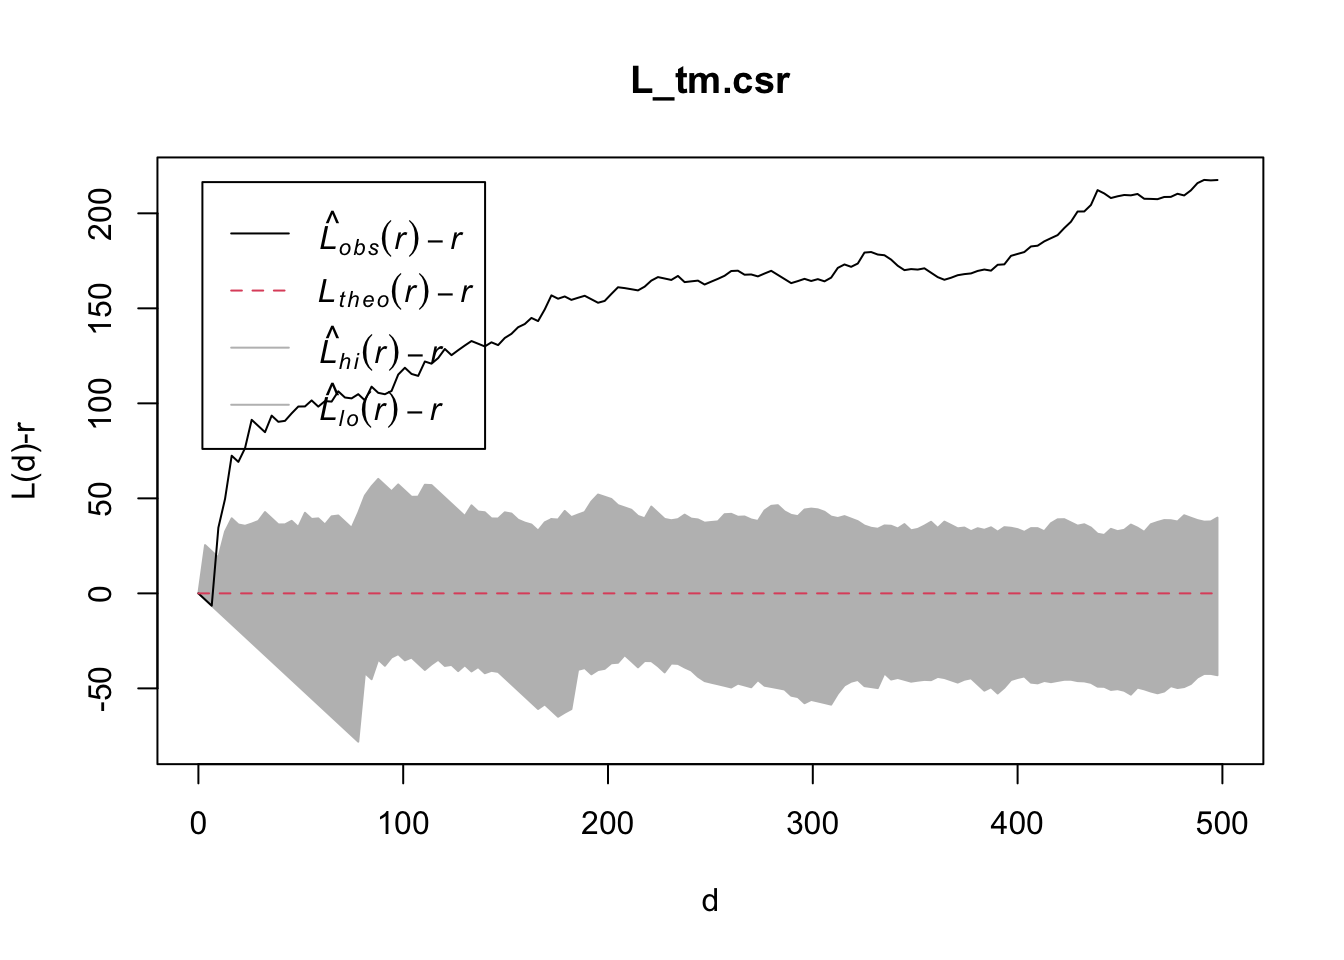 L_tm.csr
L̂obs(r) – r
Ltheo(r) – r
L̂hi(r) – r
L̂lo(r) – r
L(d)-r
200
150
100
50
0
-50
0 100 200 300 400 500
d